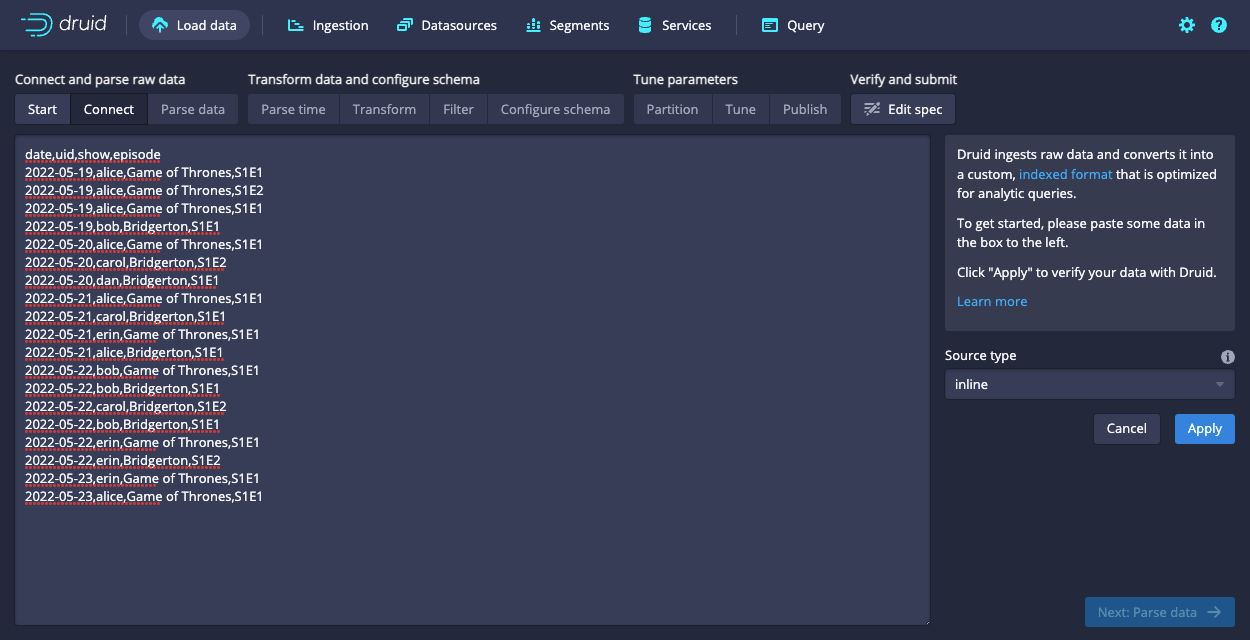 druid Load data Ingestion Datasources Segments Services Query
Connect and parse raw data Transform data and configure schema Tune parameters Verify and submit
Start Connect Parse data Parse time Transform Filter Configure schema Partition Tune Publish Edit spec
date,uid,show,episode
2022-05-19,alice,Game of Thrones,S1E1
2022-05-19,alice,Game of Thrones,S1E2
2022-05-19,alice,Game of Thrones,S1E1
2022-05-19,bob,Bridgerton,S1E1
2022-05-20,alice,Game of Thrones,S1E1
2022-05-20,carol,Bridgerton,S1E2
2022-05-20,dan,Bridgerton,S1E1
2022-05-21,alice,Game of Thrones,S1E1
2022-05-21,carol,Bridgerton,S1E1
2022-05-21,erin,Game of Thrones,S1E1
2022-05-21,alice,Bridgerton,S1E1
2022-05-22,bob,Game of Thrones,S1E1
2022-05-22,bob,Bridgerton,S1E1
2022-05-22,carol,Bridgerton,S1E2
2022-05-22,bob,Bridgerton,S1E1
2022-05-22,erin,Game of Thrones,S1E1
2022-05-22,erin,Bridgerton,S1E2
2022-05-23,erin,Game of Thrones,S1E1
2022-05-23,alice,Game of Thrones,S1E1
Druid ingests raw data and converts it into
a custom, indexed format that is optimized
for analytic queries.
To get started, please paste some data in
the box to the left.
Click "Apply" to verify your data with Druid.
Learn more
Source type
inline
Cancel Apply
Next: Parse data